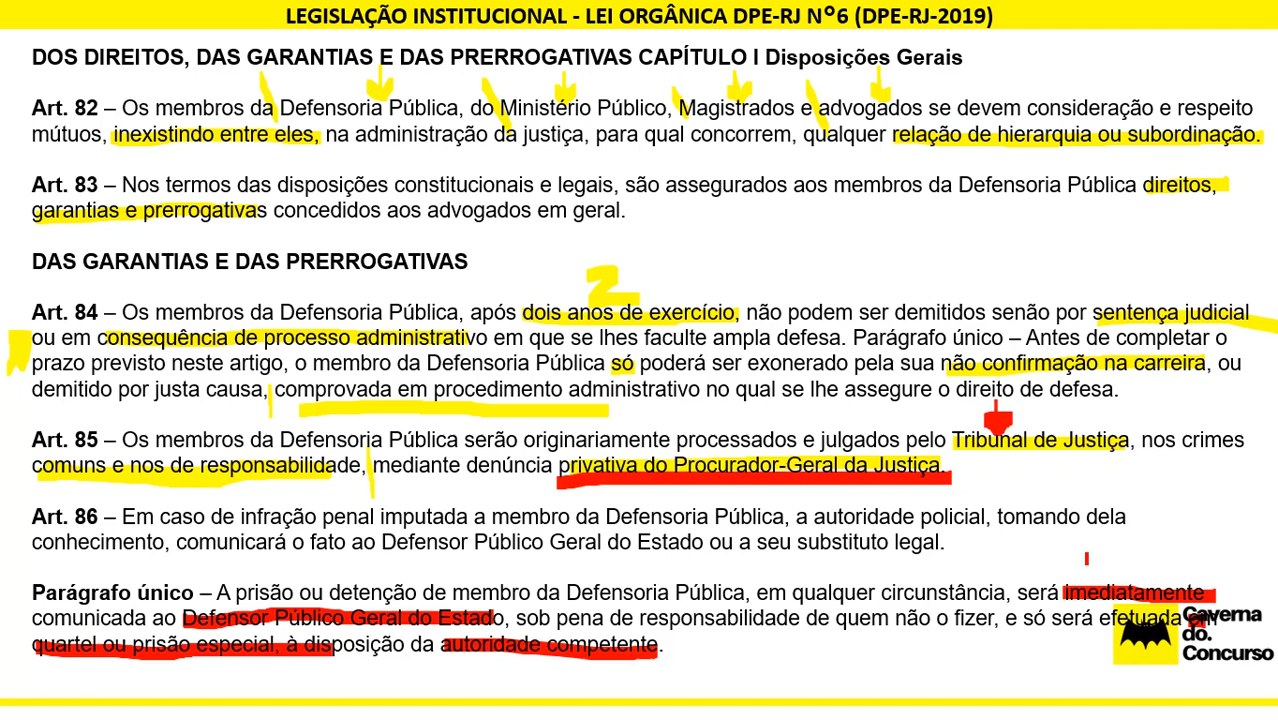 LEGISLAÇÃO INSTITUCIONAL - LEI ORGÂNICA DPE-RJ Nº6 (DPE-RJ-2019)
DOS DIREITOS, DAS GARANTIAS E DAS PRERROGATIVAS CAPÍTULO I Disposições Gerais
Art. 82 – Os membros da Defensoria Pública, do Ministério Público, Magistrados e advogados se devem consideração e respeito
mútuos, inexistindo entre eles, na administração da justiça, para qual concorrem, qualquer relação de hierarquia ou subordinação.
Art. 83 – Nos termos das disposições constitucionais e legais, são assegurados aos membros da Defensoria Pública direitos,
garantias e prerrogativas concedidos aos advogados em geral.
DAS GARANTIAS E DAS PRERROGATIVAS
2
Art. 84 – Os membros da Defensoria Pública, após dois anos de exercício, não podem ser demitidos senão por sentença judicial
ou em consequência de processo administrativo em que se lhes faculte ampla defesa. Parágrafo único – Antes de completar o
prazo previsto neste artigo, o membro da Defensoria Pública só poderá ser exonerado pela sua não confirmação na carreira, ou
demitido por justa causa, comprovada em procedimento administrativo no qual se lhe assegure o direito de defesa.
Art. 85 – Os membros da Defensoria Pública serão originariamente processados e julgados pelo Tribunal de Justiça, nos crimes
comuns e nos de responsabilidade, mediante denúncia privativa do Procurador-Geral da Justiça.
Art. 86 – Em caso de infração penal imputada a membro da Defensoria Pública, a autoridade policial, tomando dela
conhecimento, comunicará o fato ao Defensor Público Geral do Estado ou a seu substituto legal.
Parágrafo único – A prisão ou detenção de membro da Defensoria Pública, em qualquer circunstância, será imediatamente
comunicada ao Defensor Público Geral do Estado, sob pena de responsabilidade de quem não o fizer, e só será efetuada em
quartel ou prisão especial, à disposição da autoridade competente.
Caverna
do.
Concurso